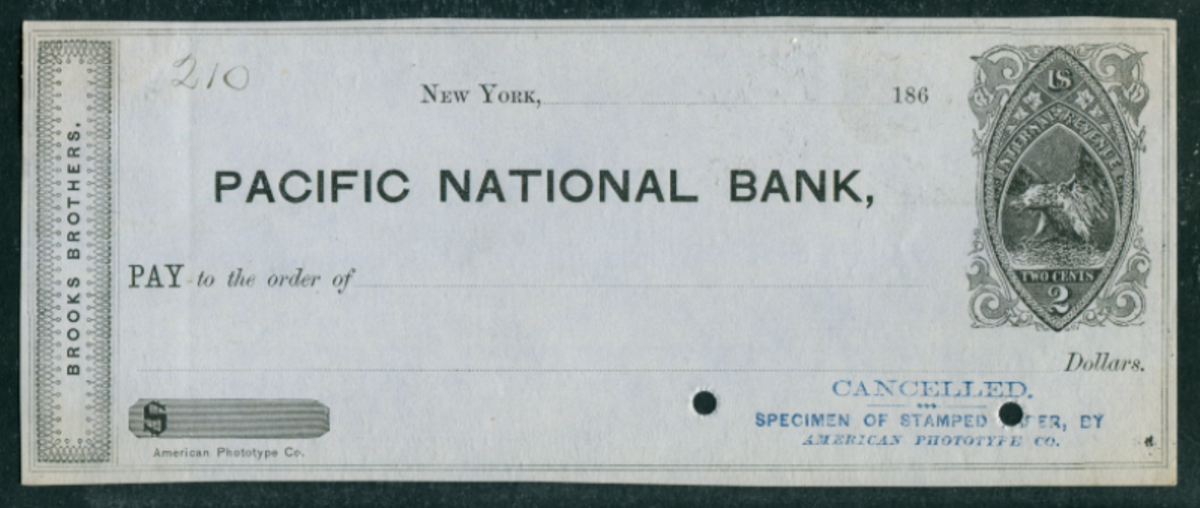 210
NEW YORK, 186
PACIFIC NATIONAL BANK,
PAY to the order of
Dollars.
$
American Phototype Co.
BROOKS BROTHERS.
US
INTERNAL REVENUE
TWO CENTS
2
CANCELLED.
SPECIMEN OF STAMPED BY
AMERICAN PHOTOTYPE CO.